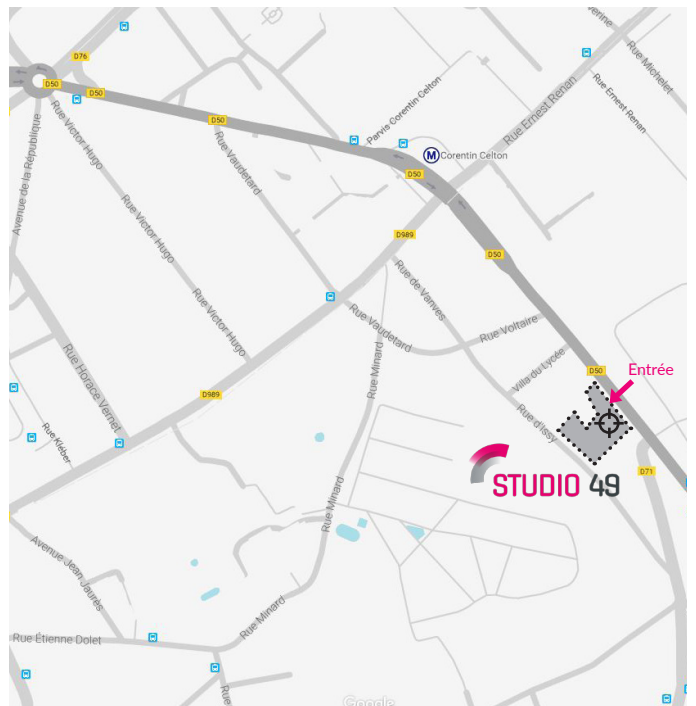 D76
D50
D50
Rue Victor Hugo
Avenue de la République
D50
Rue Vaudetard
Parvis Corentin Celton
M Corentin Celton
D50
Rue Ernest Renan
Rue Michelet
Rue Ernest Renan
erine
Rue Victor Hugo
Rue Victor Hugo
D989
D50
Rue de Vanves
Rue Vaudetard
Rue Voltaire
Rue Minard
Villa du Lycée
D50
Entrée
Rue Horace Vernet
D989
Rue Kléber
Rue d'Issy
D71
STUDIO 49
Rue Minard
Avenue Jean Jaurès
Rue Minard
Rue Étienne Dolet
Rue
Google